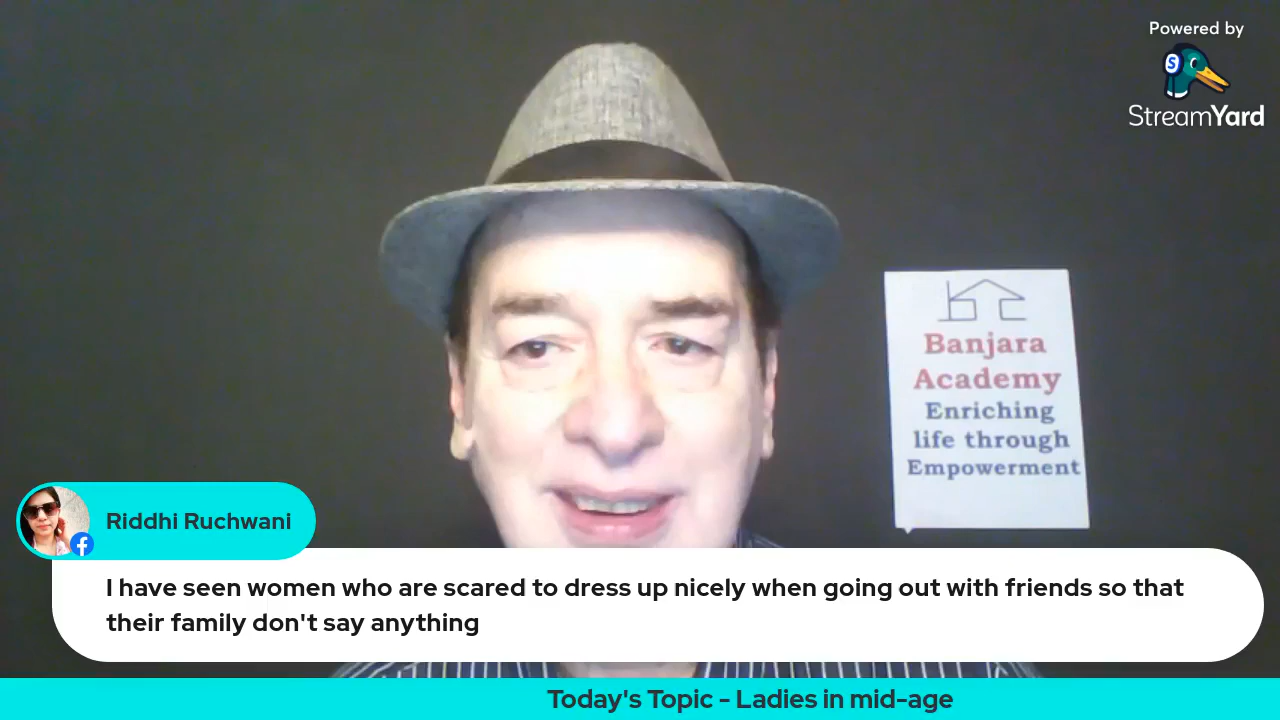 Powered by
StreamYard
Banjara
Academy
Enriching
life through
Empowerment
Riddhi Ruchwani
I have seen women who are scared to dress up nicely when going out with friends so that
their family don't say anything
Today's Topic - Ladies in mid-age